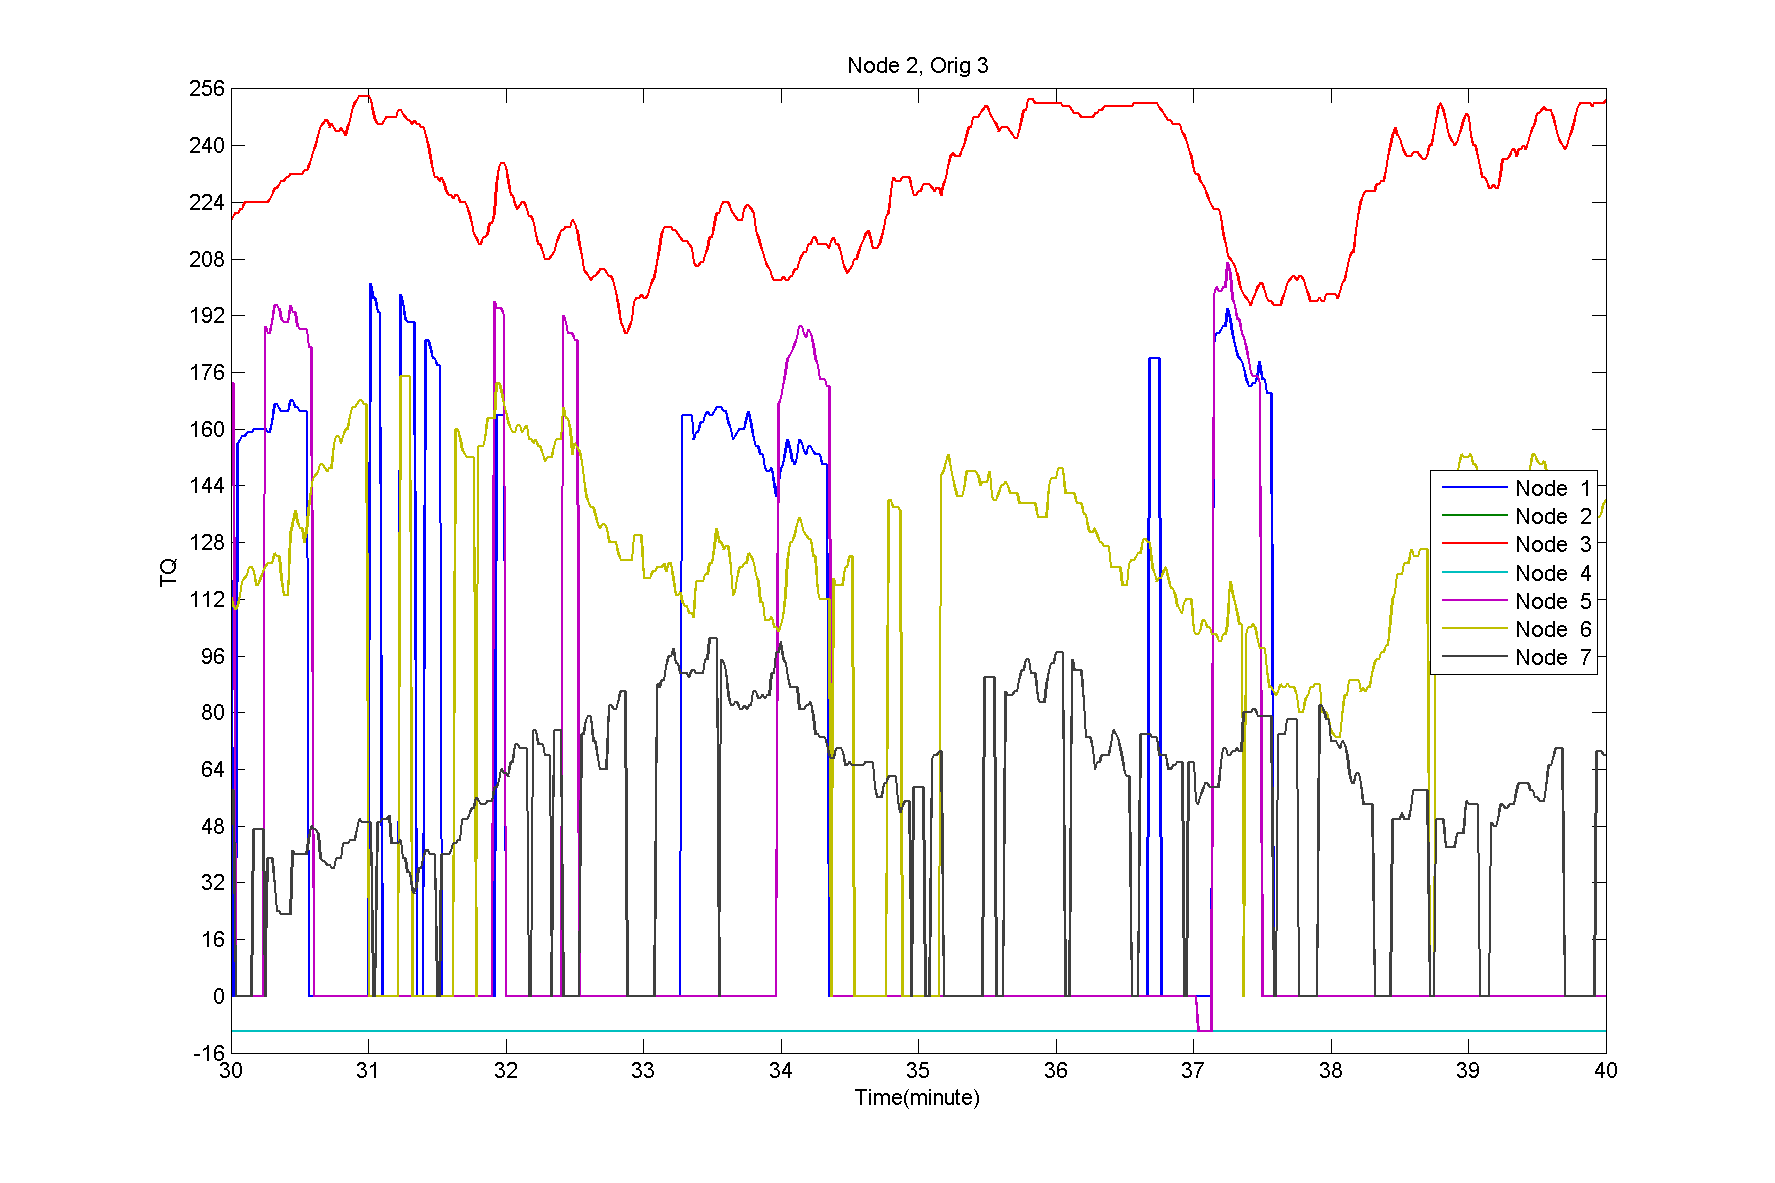 Node 2, Orig 3
256
240
224
208
192
176
160
144
128
112
96
80
64
48
32
16
0
-16
TQ
30 31 32 33 34 35 36 37 38 39 40
Time(minute)
Node 1
Node 2
Node 3
Node 4
Node 5
Node 6
Node 7